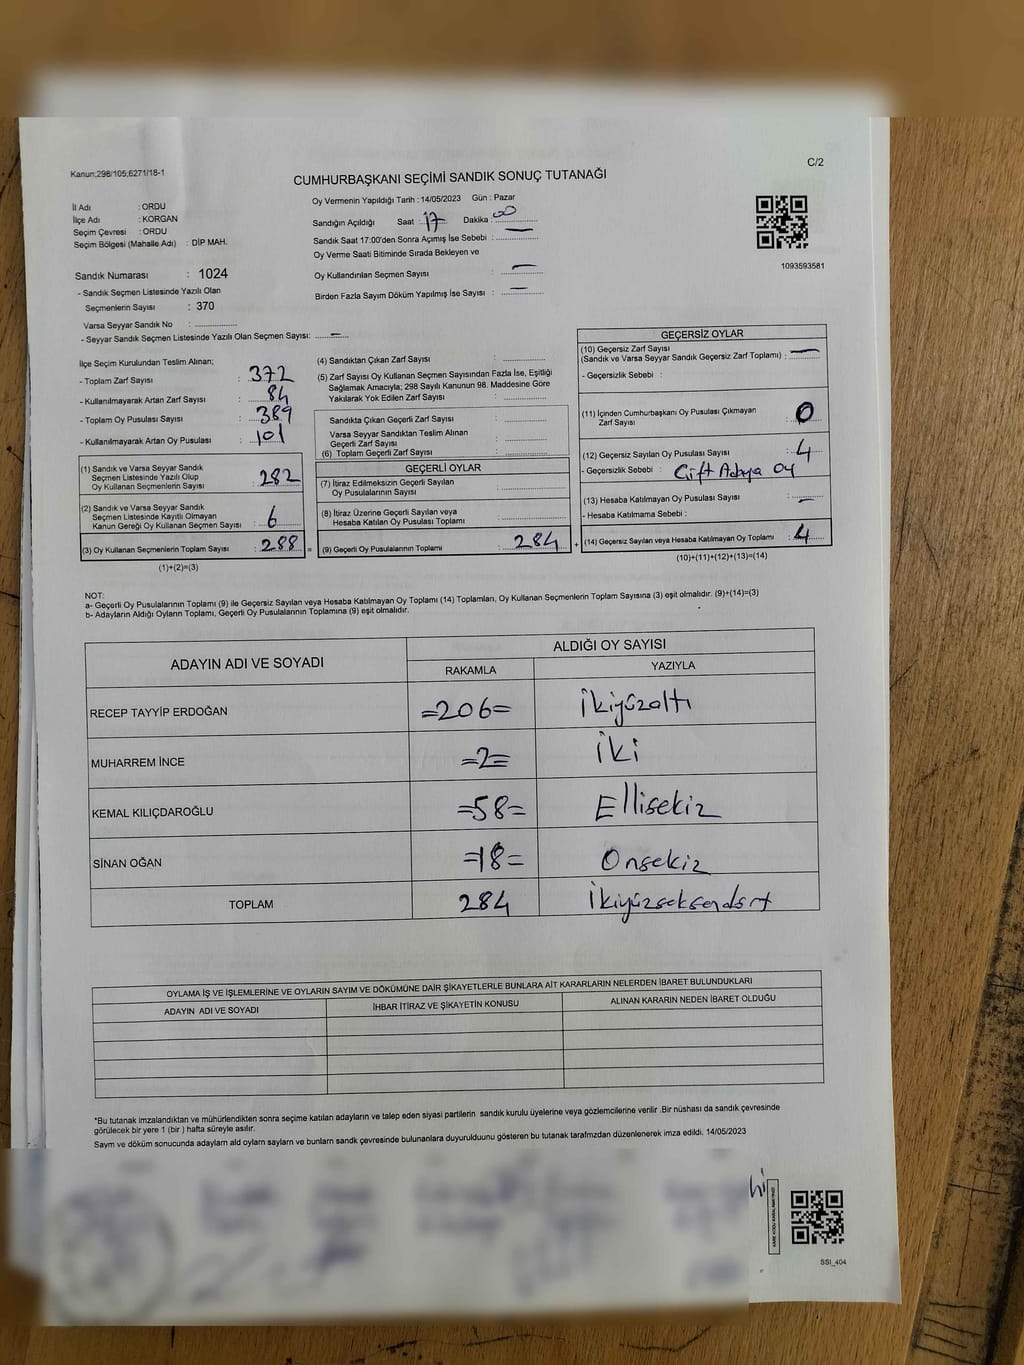 Kanun;298/105;6271/18-1
C/2
CUMHURBAŞKANI SEÇİMİ SANDIK SONUÇ TUTANAĞI
İl Adı : ORDU
İlçe Adı : KORGAN
Seçim Çevresi : ORDU
Seçim Bölgesi (Mahalle Adı) : DİP MAH.
Oy Vermenin Yapıldığı Tarih : 14/05/2023 Gün : Pazar
Sandığın Açıldığı Saat : 17 Dakika : 00
Sandık Saat 17:00'den Sonra Açımış İse Sebebi : —
Oy Verme Saati Bitiminde Sırada Bekleyen ve
Oy Kullandırılan Seçmen Sayısı : —
Birden Fazla Sayım Döküm Yapılmış İse Sayısı : —
1093593581
Sandık Numarası : 1024
- Sandık Seçmen Listesinde Yazılı Olan
Seçmenlerin Sayısı : 370
Varsa Seyyar Sandık No :
- Seyyar Sandık Seçmen Listesinde Yazılı Olan Seçmen Sayısı: —
İlçe Seçim Kurulundan Teslim Alınan;
- Toplam Zarf Sayısı : 372
- Kullanılmayarak Artan Zarf Sayısı : 84
- Toplam Oy Pusulası Sayısı : 389
- Kullanılmayarak Artan Oy Pusulası : 101
(1) Sandık ve Varsa Seyyar Sandık
Seçmen Listesinde Yazılı Olup
Oy Kullanan Seçmenlerin Sayısı : 282
(2) Sandık ve Varsa Seyyar Sandık
Seçmen Listesinde Kayıtlı Olmayan
Kanun Gereği Oy Kullanan Seçmen Sayısı : 6
(3) Oy Kullanan Seçmenlerin Toplam Sayısı : 288 =
(1)+(2)=(3)
(4) Sandıktan Çıkan Zarf Sayısı :
(5) Zarf Sayısı Oy Kullanan Seçmen Sayısından Fazla İse, Eşitliği
Sağlamak Amacıyla; 298 Sayılı Kanunun 98. Maddesine Göre
Yakılarak Yok Edilen Zarf Sayısı :
Sandıkta Çıkan Geçerli Zarf Sayısı :
Varsa Seyyar Sandıktan Teslim Alınan
Geçerli Zarf Sayısı :
(6) Toplam Geçerli Zarf Sayısı :
GEÇERLİ OYLAR
(7) İtiraz Edilmeksizin Geçerli Sayılan
Oy Pusulalarının Sayısı :
(8) İtiraz Üzerine Geçerli Sayılan veya
Hesaba Katılan Oy Pusulası Toplamı :
(9) Geçerli Oy Pusulalarının Toplamı : 284 +
GEÇERSİZ OYLAR
(10) Geçersiz Zarf Sayısı
(Sandık ve Varsa Seyyar Sandık Geçersiz Zarf Toplamı) : —
- Geçersizlik Sebebi :
(11) İçinden Cumhurbaşkanı Oy Pusulası Çıkmayan
Zarf Sayısı : 0
(12) Geçersiz Sayılan Oy Pusulası Sayısı : 4
- Geçersizlik Sebebi : Çift Adaya Oy
(13) Hesaba Katılmayan Oy Pusulası Sayısı : —
- Hesaba Katılmama Sebebi :
(14) Geçersiz Sayılan veya Hesaba Katılmayan Oy Toplamı : 4
(10)+(11)+(12)+(13)=(14)
NOT:
a- Geçerli Oy Pusulalarının Toplamı (9) ile Geçersiz Sayılan veya Hesaba Katılmayan Oy Toplamı (14) Toplamları, Oy Kullanan Seçmenlerin Toplam Sayısına (3) eşit olmalıdır. (9)+(14)=(3)
b- Adayların Aldığı Oyların Toplamı, Geçerli Oy Pusulalarının Toplamına (9) eşit olmalıdır.
ADAYIN ADI VE SOYADI
ALDIĞI OY SAYISI
RAKAMLA YAZIYLA
RECEP TAYYİP ERDOĞAN =206= İkiyüzaltı
MUHARREM İNCE =2= İki
KEMAL KILIÇDAROĞLU =58= Ellisekiz
SİNAN OĞAN =18= Onsekiz
TOPLAM 284 İkiyüzseksendört
OYLAMA İŞ VE İŞLEMLERİNE VE OYLARIN SAYIM VE DÖKÜMÜNE DAİR ŞİKAYETLERLE BUNLARA AİT KARARLARIN NELERDEN İBARET BULUNDUKLARI
ADAYIN ADI VE SOYADI İHBAR İTİRAZ VE ŞİKAYETİN KONUSU ALINAN KARARIN NEDEN İBARET OLDUĞU
*Bu tutanak imzalandıktan ve mühürlendikten sonra seçime katılan adayların ve talep eden siyasi partilerin sandık kurulu üyelerine veya gözlemcilerine verilir .Bir nüshası da sandık çevresinde
görülecek bir yere 1 (bir ) hafta süreyle asılır.
Sayım ve döküm sonucunda adaylam ald oylarn sayların ve bunların sandk çevresinde bulunanlara duyurulduunu gösteren bu tutanak tarafmzdan düzenlenerek imza edildi. 14/05/2023
SSI_404